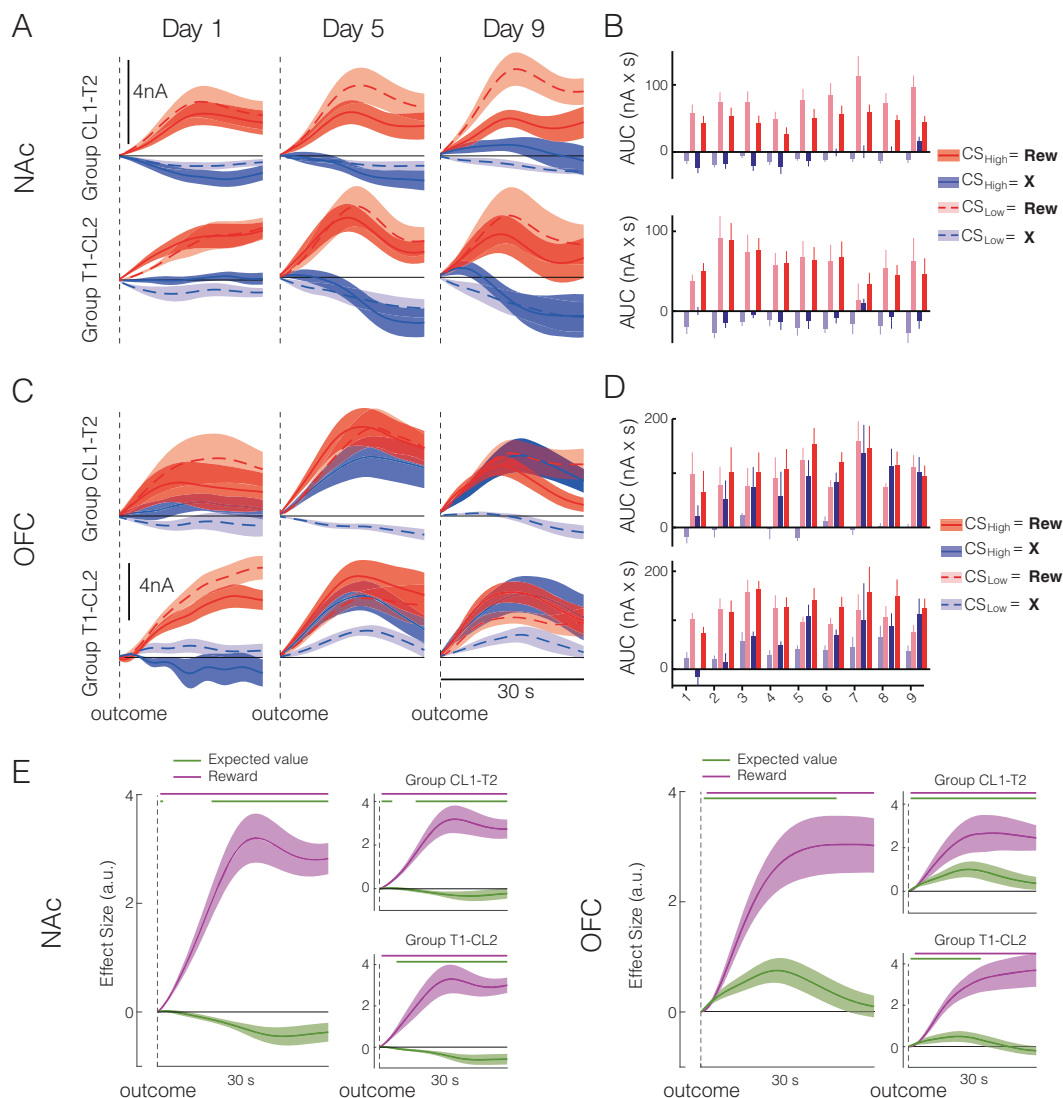 A
Day 1
Day 5
Day 9
B
NAc
Group CL1-T2
4nA
Group T1-CL2
AUC (nA x s)
100
0
AUC (nA x s)
100
0
CSHigh= Rew
CSHigh= X
CSLow= Rew
CSLow= X
C
D
OFC
Group CL1-T2
Group T1-CL2
4nA
30 s
outcome
outcome
outcome
AUC (nA x s)
200
0
AUC (nA x s)
200
0
1 2 3 4 5 6 7 8 9
CSHigh= Rew
CSHigh= X
CSLow= Rew
CSLow= X
E
NAc
Expected value
Reward
Effect Size (a.u.)
4
2
0
outcome
30 s
Group CL1-T2
4
2
0
Group T1-CL2
4
2
0
outcome
30 s
OFC
Expected value
Reward
Effect Size (a.u.)
4
2
0
outcome
30 s
Group CL1-T2
4
2
0
Group T1-CL2
4
2
0
outcome
30 s